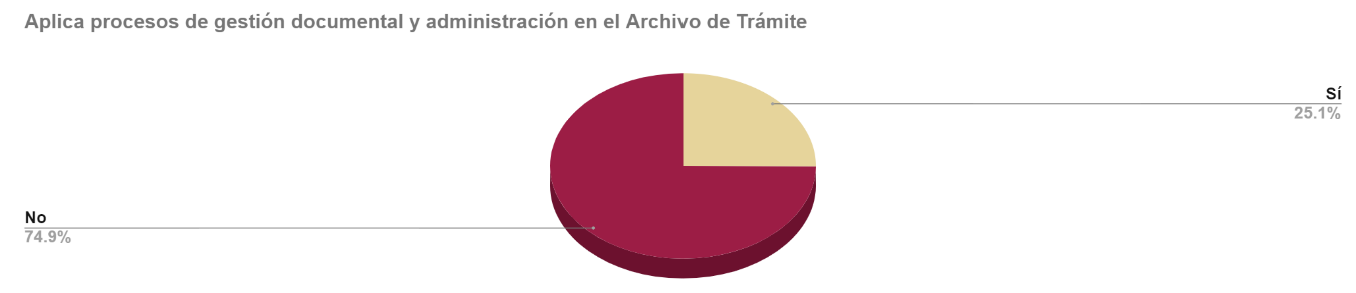 Aplica procesos de gestión documental y administración en el Archivo de Trámite
Sí
25.1%
No
74.9%